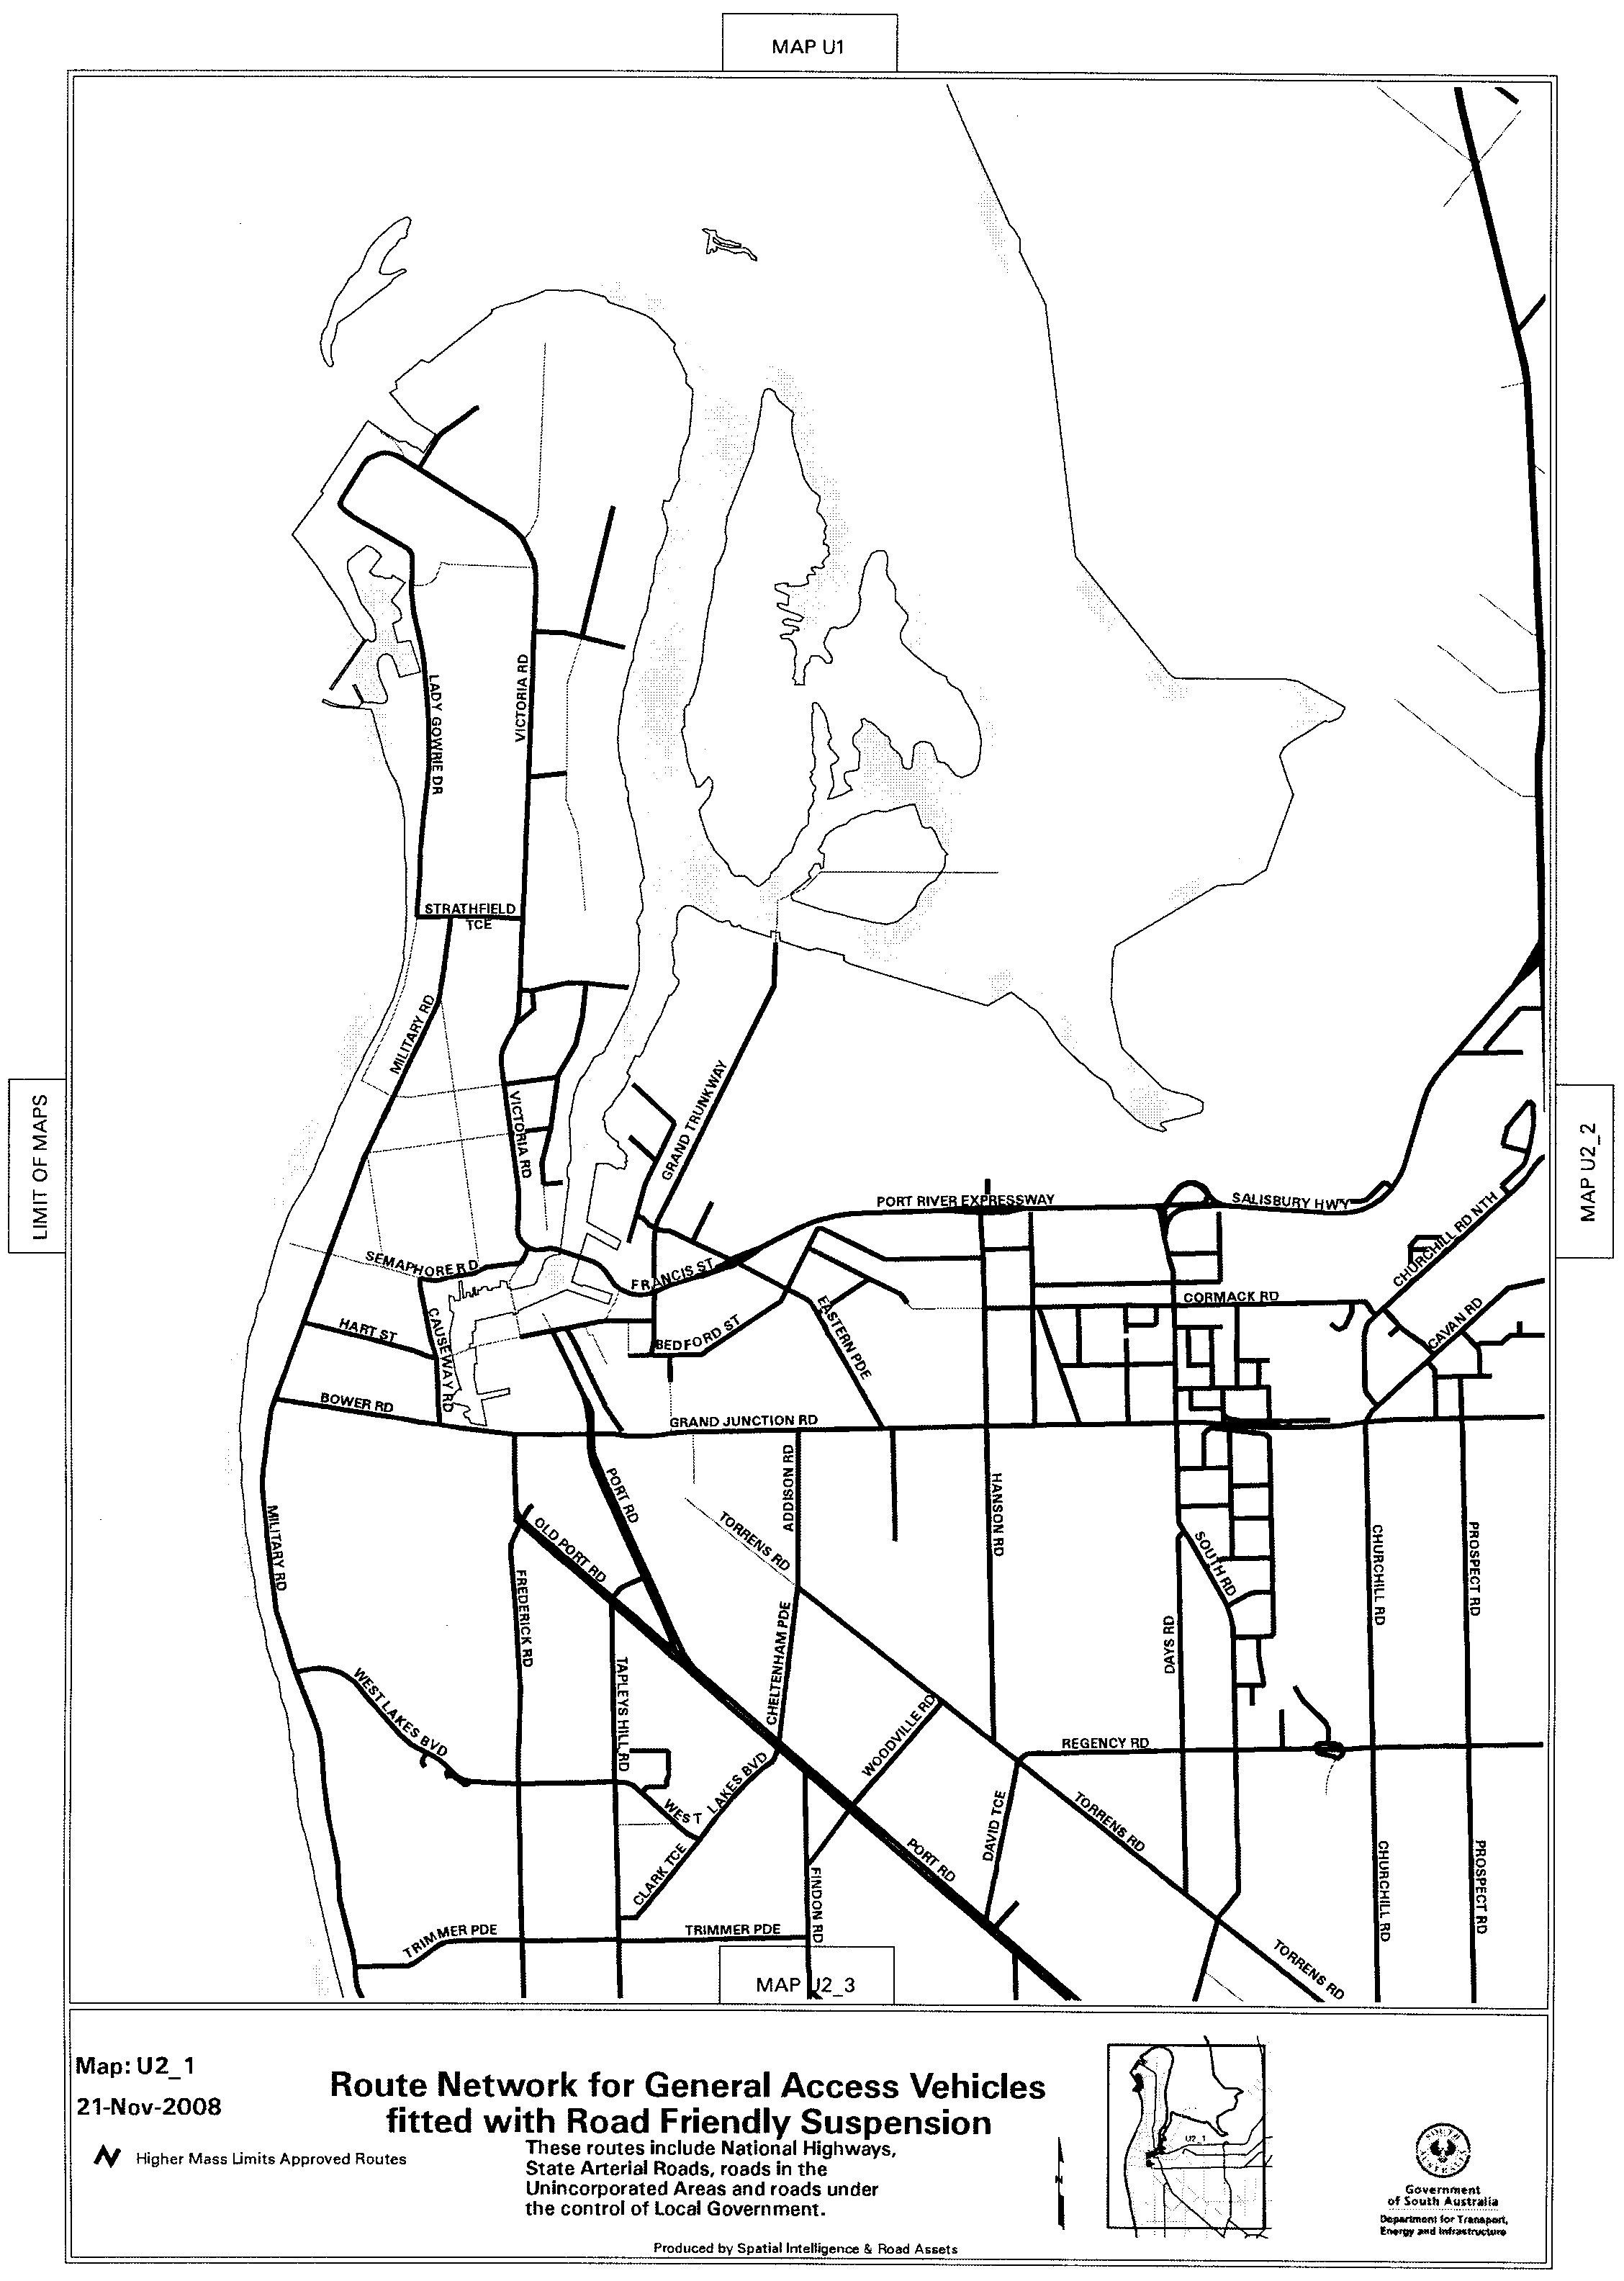 MAP U1
LADY GOWRIE DR
VICTORIA RD
STRATHFIELD
TCE
MILITARY RD
LIMIT OF MAPS
VICTORIA RD
GRAND TRUNKWAY
MAP U2_2
PORT RIVER EXPRESSWAY
SALISBURY HWY
CHURCHILL RD NTH
SEMAPHORE RD
FRANCIS ST
CORMACK RD
HART ST
CAUSEWAY RD
BEDFORD ST
EASTERN PDE
CAVAN RD
BOWER RD
GRAND JUNCTION RD
PORT RD
ADDISON RD
HANSON RD
MILITARY RD
OLD PORT RD
TORRENS RD
SOUTH RD
CHURCHILL RD
PROSPECT RD
FREDERICK RD
TAPLEYS HILL RD
CHELTENHAM PDE
DAYS RD
WEST LAKES BVD
WOODVILLE RD
REGENCY RD
WEST LAKES BVD
DAVID TCE
TORRENS RD
CLARK TCE
PORT RD
FINDON RD
CHURCHILL RD
PROSPECT RD
TRIMMER PDE
TRIMMER PDE
TORRENS RD
MAP U2_3
Map: U2_1
21-Nov-2008
Higher Mass Limits Approved Routes
Route Network for General Access Vehicles
fitted with Road Friendly Suspension
These routes include National Highways,
State Arterial Roads, roads in the
Unincorporated Areas and roads under
the control of Local Government.
Produced by Spatial Intelligence & Road Assets
N
U2_1
SOUTH
AUSTRALIA
Government
of South Australia
Department for Transport,
Energy and Infrastructure